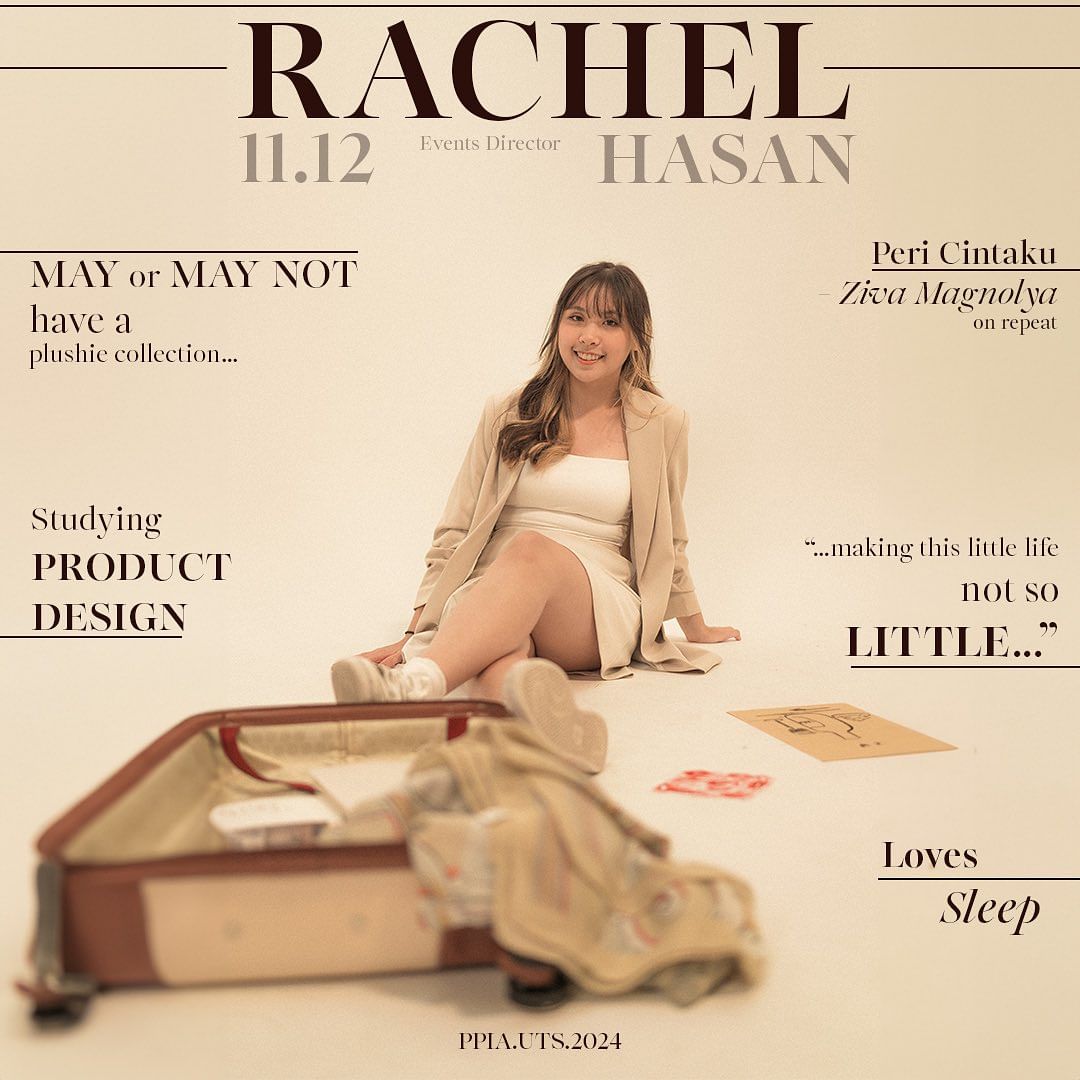 RACHEL
11.12 Events Director HASAN
MAY or MAY NOT
have a
plushie collection...
Peri Cintaku
- Ziva Magnolya
on repeat
Studying
PRODUCT
DESIGN
“...making this little life
not so
LITTLE...”
Loves
Sleep
PPIA.UTS.2024